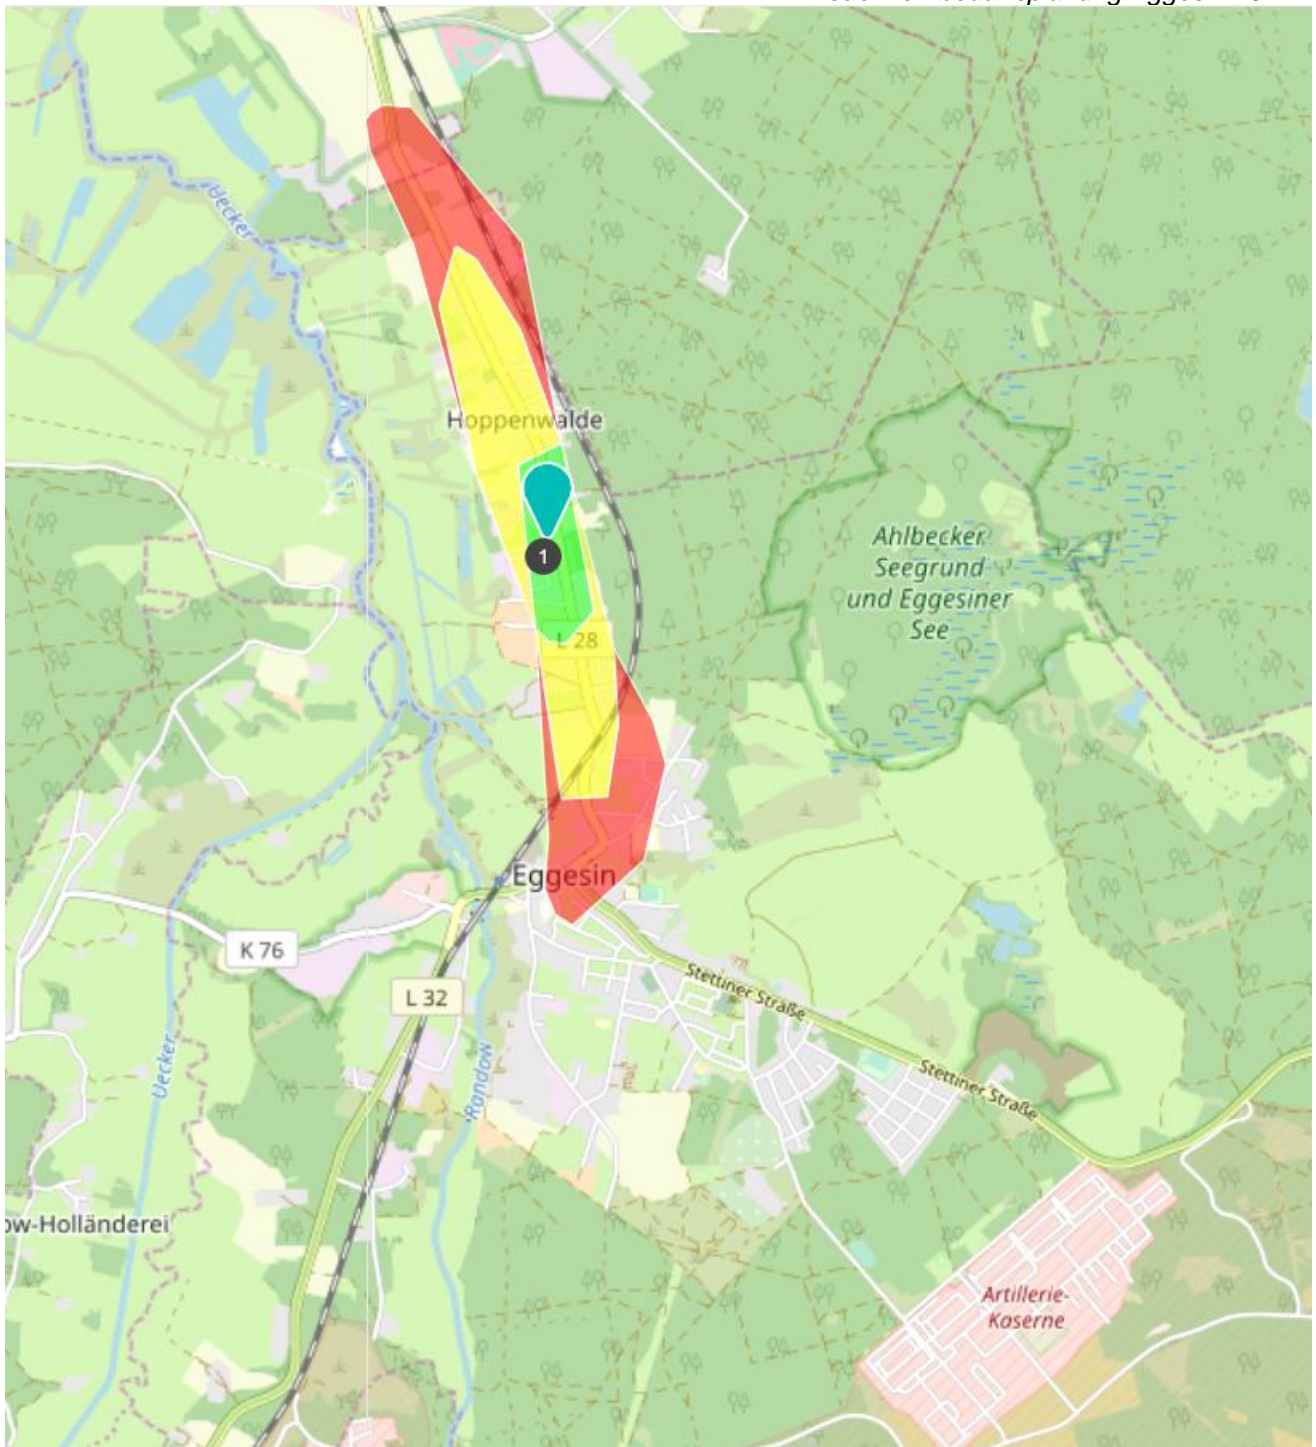 Uecker
Hoppenwalde
1
Ahlbecker
Seegrund
und Eggesiner
See
L 28
Eggesin
K 76
L 32
Stettiner Straße
Stettiner Straße
Uecker
Randow
ow-Holländerei
Artillerie-
Kaserne